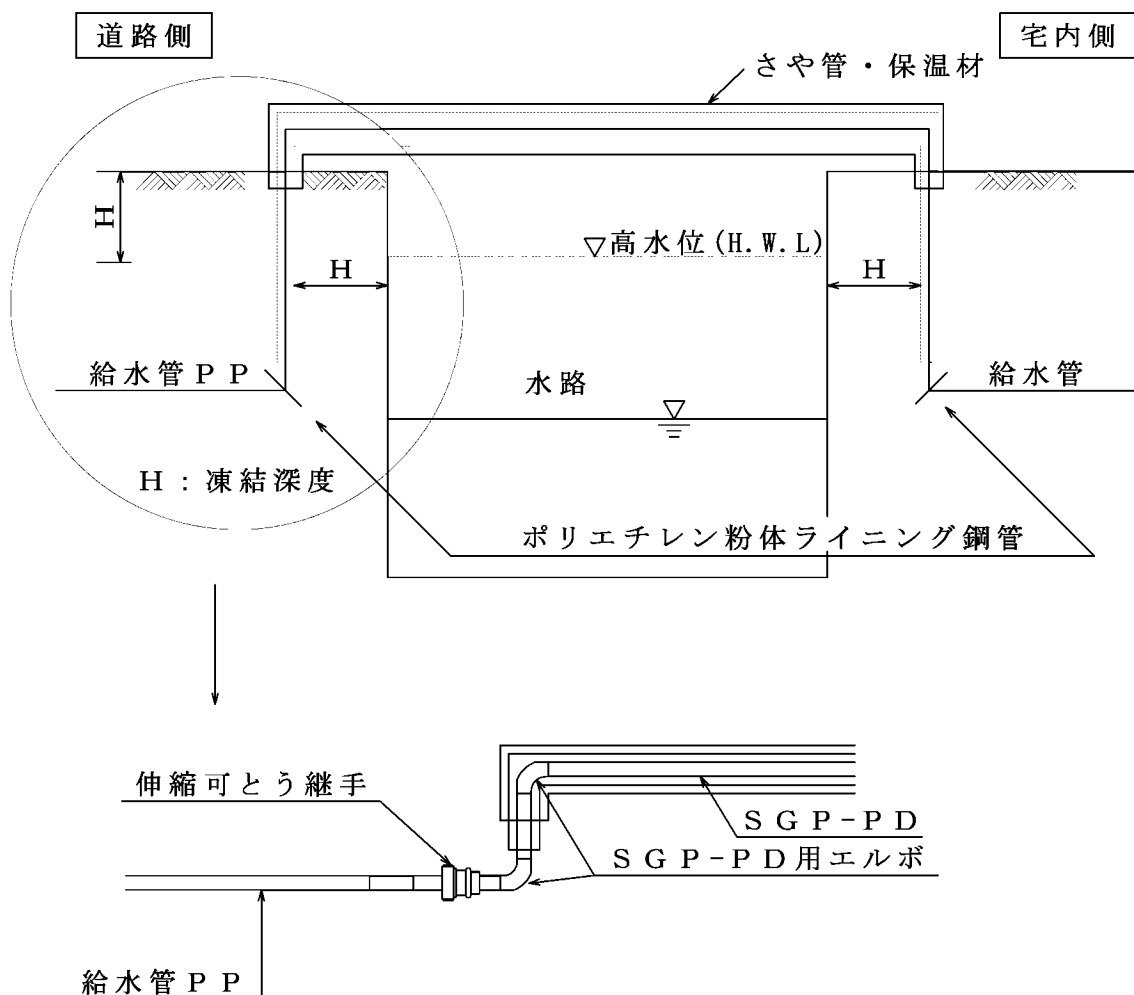 道路側
宅内側
さや管・保温材
H
▽高水位(H.W.L)
H
H
給水管PP
水路
給水管
H:凍結深度
ポリエチレン粉体ライニング鋼管
伸縮可とう継手
SGP-PD
SGP-PD用エルボ
給水管PP